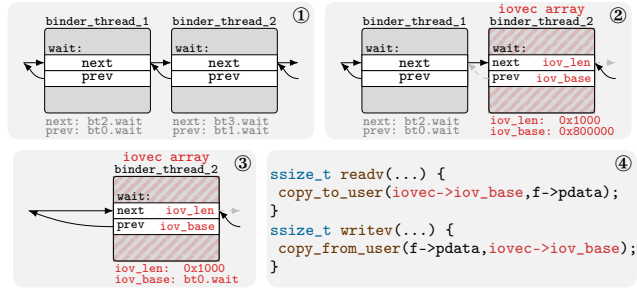 ①
binder_thread_1 binder_thread_2
wait: wait:
next next
prev prev
next: bt2.wait next: bt3.wait
prev: bt0.wait prev: bt1.wait
iovec array ②
binder_thread_1 binder_thread_2
wait: wait:
next next iov_len
prev prev iov_base
next: bt2.wait iov_len: 0x1000
prev: bt0.wait iov_base: 0x800000
iovec array ③
binder_thread_2
wait:
next iov_len
prev iov_base
iov_len: 0x1000
iov_base: bt0.wait
④
ssize_t readv(...) {
copy_to_user(iovec->iov_base,f->pdata);
}
ssize_t writev(...) {
copy_from_user(f->pdata,iovec->iov_base);
}